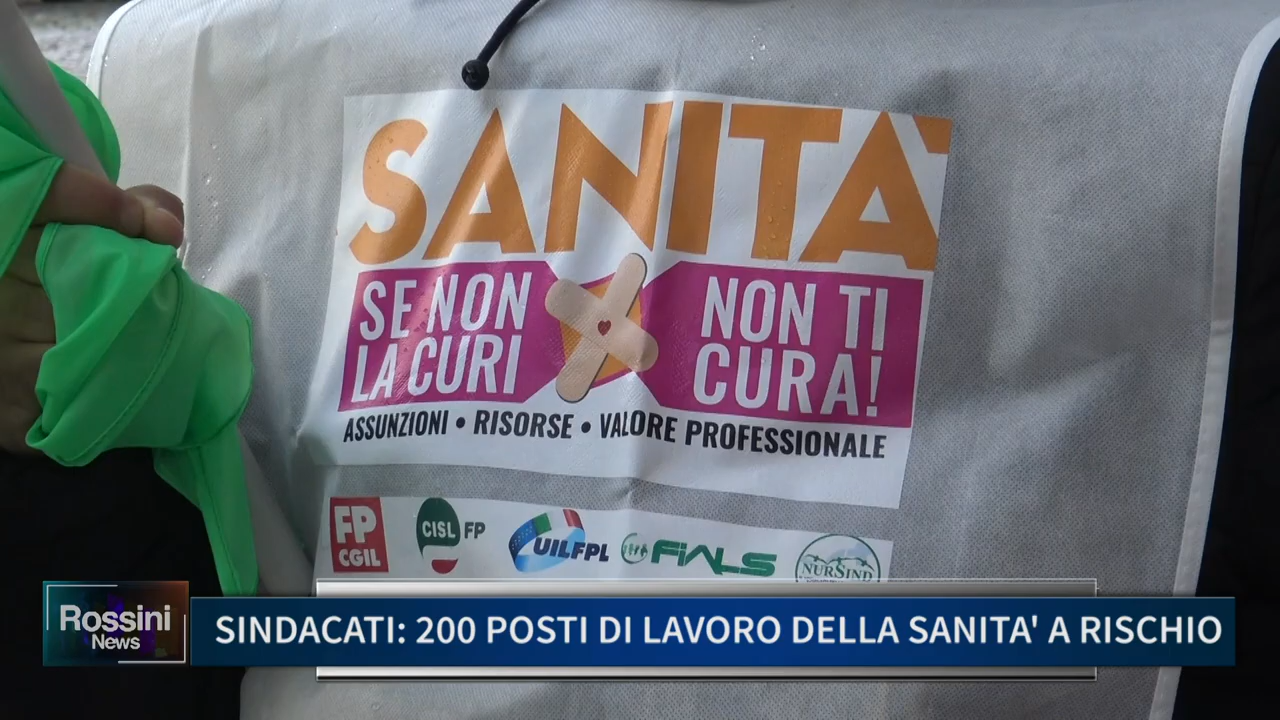 SANITÀ
SE NON
LA CURI
NON TI
CURA!
ASSUNZIONI • RISORSE • VALORE PROFESSIONALE
FP
CGIL
CISL FP
UILFPL
FIALS
NURSIND
Rossini
News
SINDACATI: 200 POSTI DI LAVORO DELLA SANITA' A RISCHIO